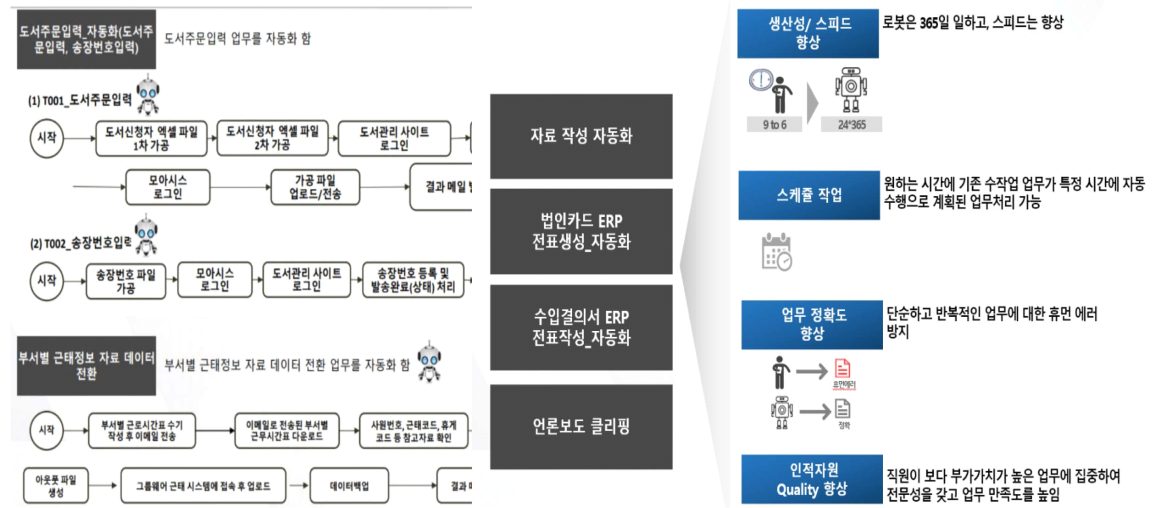 도서주문입력_자동화(도서주
문입력, 송장번호입력)
도서주문입력 업무를 자동화 함
(1) T001_도서주문입력
시작
도서신청자 엑셀 파일
1차 가공
도서신청자 엑셀 파일
2차 가공
도서관리 사이트
로그인
모아시스
로그인
가공 파일
업로드/전송
결과 메일
(2) T002_송장번호입력
시작
송장번호 파일
가공
모아시스
로그인
도서관리 사이트
로그인
송장번호 등록 및
발송완료(상태) 처리
부서별 근태정보 자료 데이터
전환
부서별 근태정보 자료 데이터 전환 업무를 자동화 함
시작
부서별 근로시간표 수기
작성 후 이메일 전송
이메일로 전송된 부서별
근무시간표 다운로드
사원번호, 근태코드, 휴게
코드 등 참고자료 확인
아웃풋 파일
생성
그룹웨어 근태 시스템에 접속 후 업로드
데이터백업
결과
자료 작성 자동화
법인카드 ERP
전표생성_자동화
수입결의서 ERP
전표작성_자동화
언론보도 클리핑
생산성/ 스피드
향상
로봇은 365일 일하고, 스피드는 향상
9 to 6
24*365
스케쥴 작업
원하는 시간에 기존 수작업 업무가 특정 시간에 자동
수행으로 계획된 업무처리 가능
업무 정확도
향상
단순하고 반복적인 업무에 대한 휴먼 에러
방지
휴먼에러
정확
인적자원
Quality 향상
직원이 보다 부가가치가 높은 업무에 집중하여
전문성을 갖고 업무 만족도를 높임